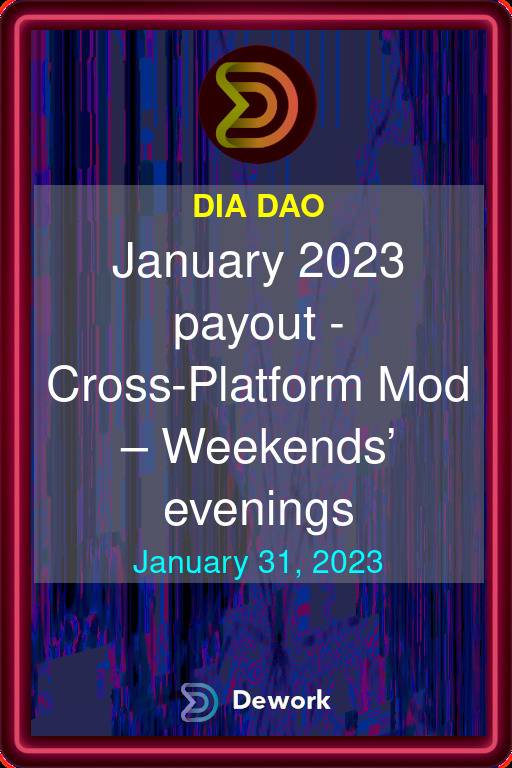 DIA DAO
January 2023
payout -
Cross-Platform Mod
– Weekends’
evenings
January 31, 2023
Dework